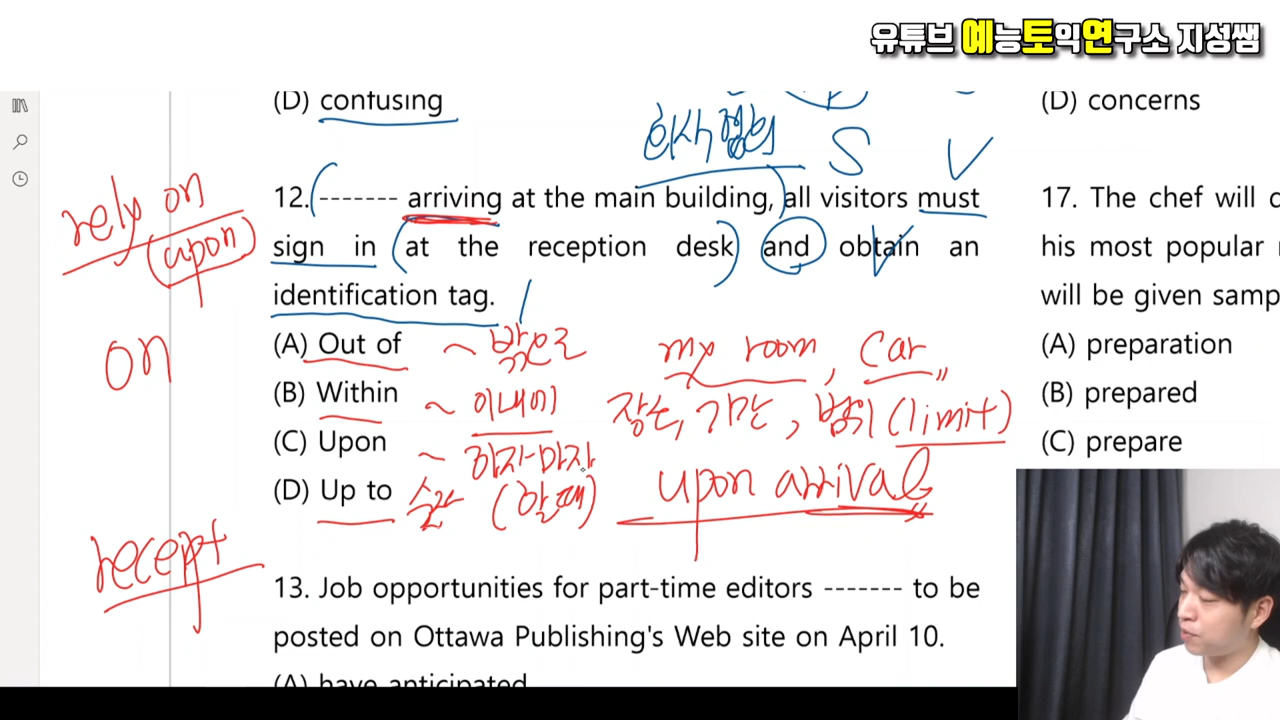 유튜브 예능토익연구소 지성쌤
(D) confusing
(D) concerns
회사 협의 S V
rely on
(upon)
12. ------- arriving at the main building, all visitors must
sign in at the reception desk and obtain an
identification tag.
17. The chef will
his most popular
will be given samp
on
(A) Out of ~ 밖으로 my room, car
(B) Within ~ 이내에 장소, 기간, 범위 (limit)
(C) Upon ~ 하자마자
(D) Up to 숫자 (할 때) upon arrival
(A) preparation
(B) prepared
(C) prepare
receipt
13. Job opportunities for part-time editors ------- to be
posted on Ottawa Publishing's Web site on April 10.
(A) have anticipated